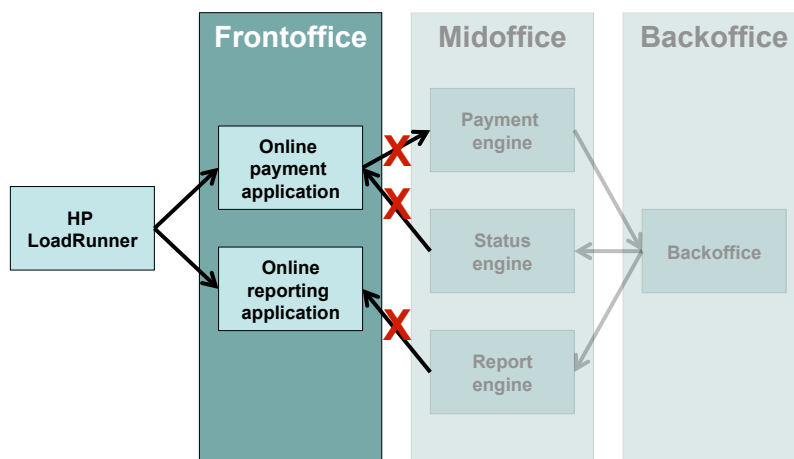 Frontoffice
Midoffice
Backoffice
HP
LoadRunner
Online
payment
application
Online
reporting
application
X
X
X
Payment
engine
Status
engine
Report
engine
Backoffice